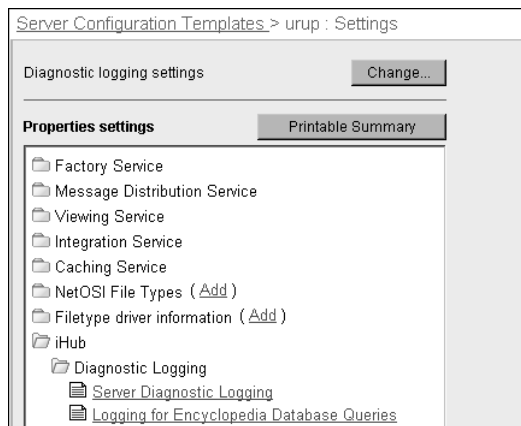 Server Configuration Templates > urup : Settings
Diagnostic logging settings
Change...
Properties settings
Printable Summary
Factory Service
Message Distribution Service
Viewing Service
Integration Service
Caching Service
NetOSI File Types ( Add )
Filetype driver information ( Add )
iHub
Diagnostic Logging
Server Diagnostic Logging
Logging for Encyclopedia Database Queries